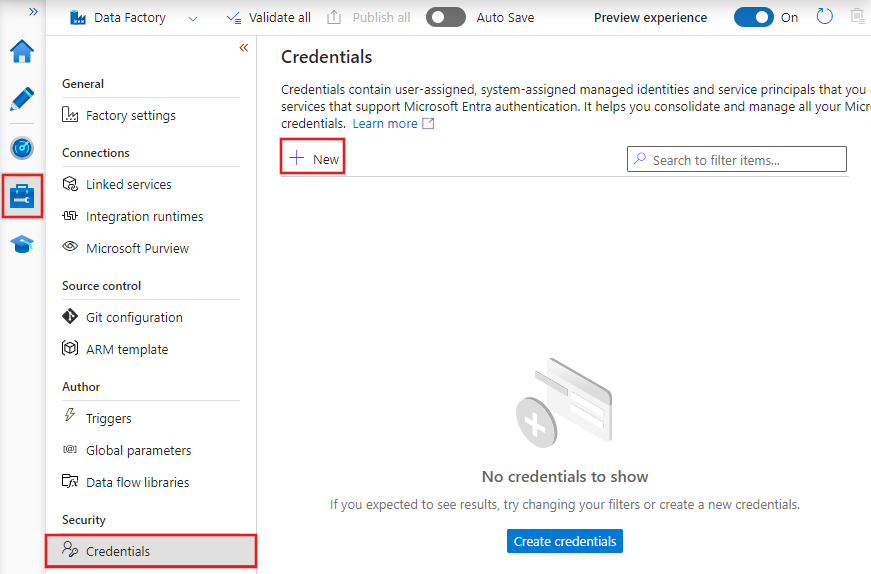 Data Factory Validate all Publish all Auto Save Preview experience On
General
Factory settings
Connections
Linked services
Integration runtimes
Microsoft Purview
Source control
Git configuration
ARM template
Author
Triggers
Global parameters
Data flow libraries
Security
Credentials
Credentials
Credentials contain user-assigned, system-assigned managed identities and service principals that you
services that support Microsoft Entra authentication. It helps you consolidate and manage all your Micr
credentials. Learn more
New
Search to filter items...
No credentials to show
If you expected to see results, try changing your filters or create a new credentials.
Create credentials